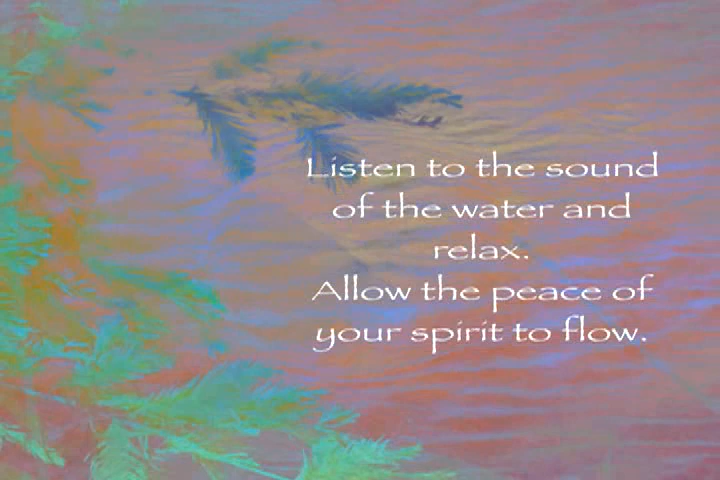 Listen to the sound
of the water and
relax.
Allow the peace of
your spirit to flow.